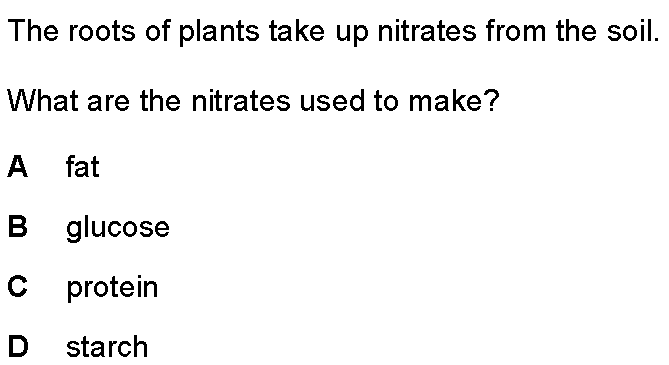 The roots of plants take up nitrates from the soil.
What are the nitrates used to make?
A fat
B glucose
C protein
D starch